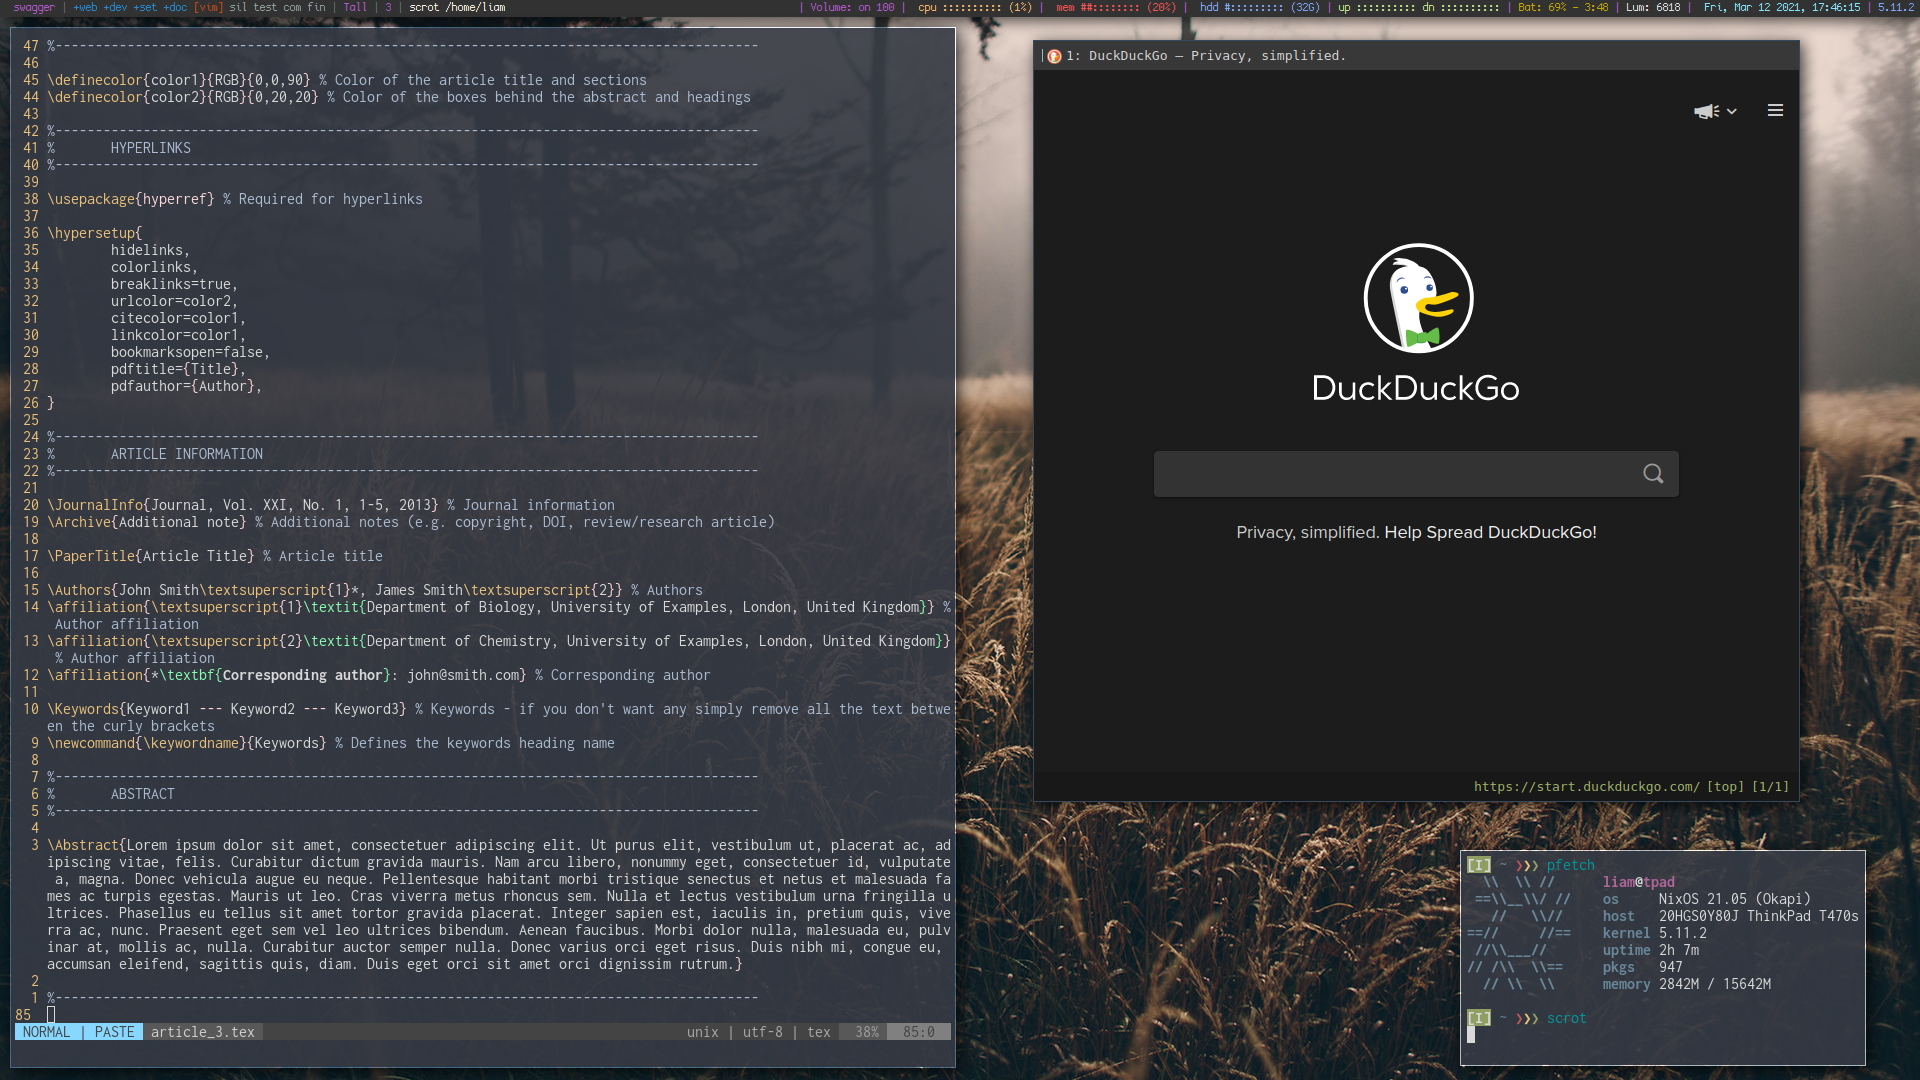 swagger | +web +dev +set +doc [vim] sil test com fin | Tall | 3 | scrot /home/liam
| Volume: on 100 | cpu :::::::::: (1%) | mem ##:::::::: (20%) | hdd #::::::::: (32G) | up :::::::::: dn :::::::::: | Bat: 69% - 3:48 | Lum: 6818 | Fri, Mar 12 2021, 17:46:15 | 5.11.2
47 %----------------------------------------------------------------------------------------
46
45 \definecolor{color1}{RGB}{0,0,90} % Color of the article title and sections
44 \definecolor{color2}{RGB}{0,20,20} % Color of the boxes behind the abstract and headings
43
42 %----------------------------------------------------------------------------------------
41 %       HYPERLINKS
40 %----------------------------------------------------------------------------------------
39
38 \usepackage{hyperref} % Required for hyperlinks
37
36 \hypersetup{
35         hidelinks,
34         colorlinks,
33         breaklinks=true,
32         urlcolor=color2,
31         citecolor=color1,
30         linkcolor=color1,
29         bookmarksopen=false,
28         pdftitle={Title},
27         pdfauthor={Author},
26 }
25
24 %----------------------------------------------------------------------------------------
23 %       ARTICLE INFORMATION
22 %----------------------------------------------------------------------------------------
21
20 \JournalInfo{Journal, Vol. XXI, No. 1, 1-5, 2013} % Journal information
19 \Archive{Additional note} % Additional notes (e.g. copyright, DOI, review/research article)
18
17 \PaperTitle{Article Title} % Article title
16
15 \Authors{John Smith\textsuperscript{1}*, James Smith\textsuperscript{2}} % Authors
14 \affiliation{\textsuperscript{1}\textit{Department of Biology, University of Examples, London, United Kingdom}} %
Author affiliation
13 \affiliation{\textsuperscript{2}\textit{Department of Chemistry, University of Examples, London, United Kingdom}}
% Author affiliation
12 \affiliation{*\textbf{Corresponding author}: john@smith.com} % Corresponding author
11
10 \Keywords{Keyword1 --- Keyword2 --- Keyword3} % Keywords - if you don't want any simply remove all the text betwe
en the curly brackets
9 \newcommand{\keywordname}{Keywords} % Defines the keywords heading name
8
7 %----------------------------------------------------------------------------------------
6 %       ABSTRACT
5 %----------------------------------------------------------------------------------------
4
3 \Abstract{Lorem ipsum dolor sit amet, consectetuer adipiscing elit. Ut purus elit, vestibulum ut, placerat ac, ad
ipiscing vitae, felis. Curabitur dictum gravida mauris. Nam arcu libero, nonummy eget, consectetuer id, vulputate
a, magna. Donec vehicula augue eu neque. Pellentesque habitant morbi tristique senectus et netus et malesuada fa
mes ac turpis egestas. Mauris ut leo. Cras viverra metus rhoncus sem. Nulla et lectus vestibulum urna fringilla u
ltrices. Phasellus eu tellus sit amet tortor gravida placerat. Integer sapien est, iaculis in, pretium quis, vive
rra ac, nunc. Praesent eget sem vel leo ultrices bibendum. Aenean faucibus. Morbi dolor nulla, malesuada eu, pulv
inar at, mollis ac, nulla. Curabitur auctor semper nulla. Donec varius orci eget risus. Duis nibh mi, congue eu,
accumsan eleifend, sagittis quis, diam. Duis eget orci sit amet orci dignissim rutrum.}
2
1 %----------------------------------------------------------------------------------------
85
NORMAL | PASTE article_3.tex unix | utf-8 | tex 38% 85:0
1: DuckDuckGo — Privacy, simplified.
DuckDuckGo
Privacy, simplified. Help Spread DuckDuckGo!
https://start.duckduckgo.com/ [top] [1/1]
[I] ~ ❯❯❯ pfetch
  \\  \\ //      liam@tpad
 ==\\__\\/ //    os     NixOS 21.05 (Okapi)
   //   \\//     host   20HGS0Y80J ThinkPad T470s
==//     //==    kernel 5.11.2
 //\\___//       uptime 2h 7m
// /\\  \\==     pkgs   947
  // \\  \\      memory 2842M / 15642M
[I] ~ ❯❯❯ scrot